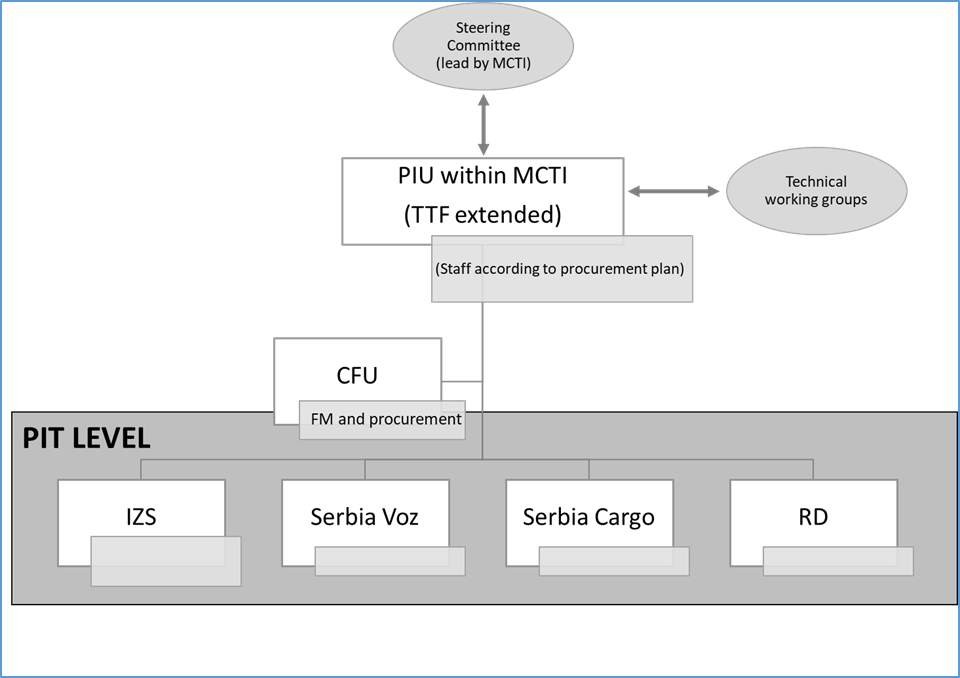 Steering
Committee
(lead by MCTI)
PIU within MCTI
(TTF extended)
Technical
working groups
(Staff according to procurement plan)
CFU
FM and procurement
PIT LEVEL
IZS
Serbia Voz
Serbia Cargo
RD